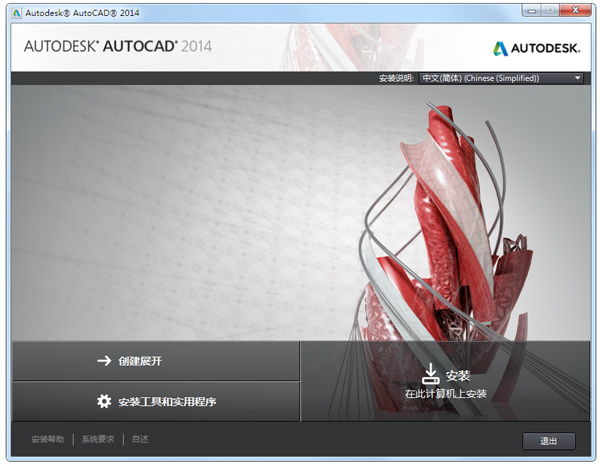 Autodesk® AutoCAD® 2014
AUTODESK® AUTOCAD® 2014
AUTODESK.
安装说明: 中文(简体) (Chinese (Simplified))
创建展开
安装
在此计算机上安装
安装工具和实用程序
安装帮助 系统要求 自述
退出